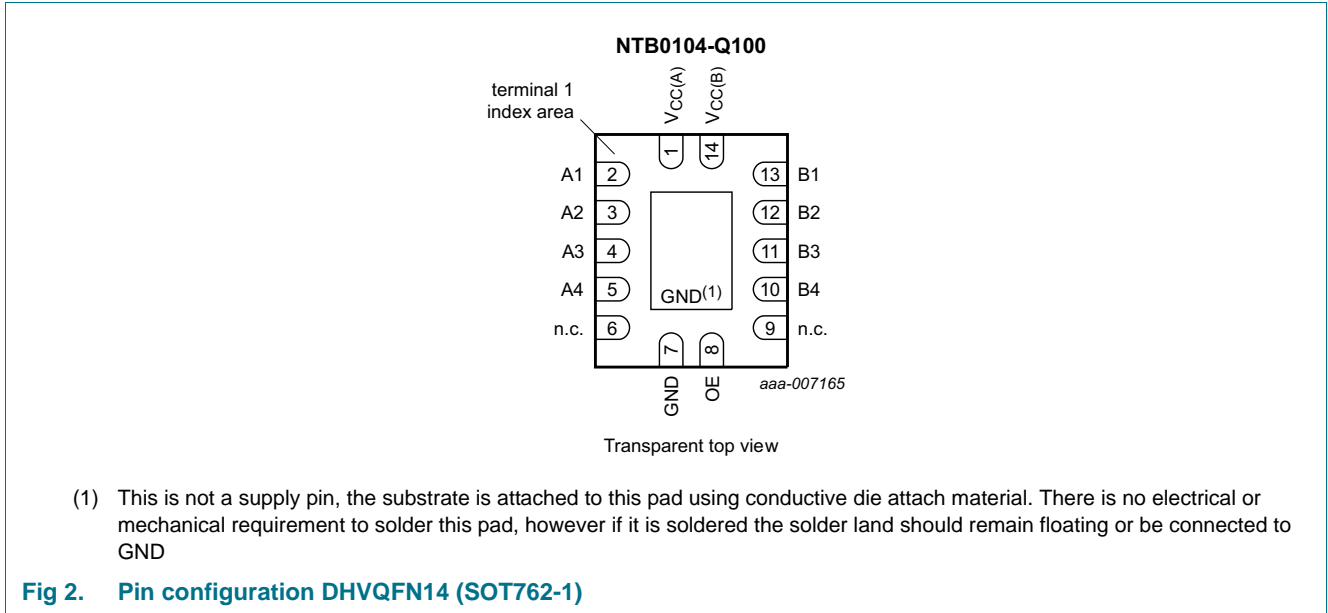 NTB0104-Q100
terminal 1
index area
VCC(A)
VCC(B)
1
14
A1 2
13 B1
A2 3
12 B2
A3 4
11 B3
A4 5
10 B4
GND(1)
n.c. 6
9 n.c.
7
8
GND
OE
aaa-007165
Transparent top view
(1) This is not a supply pin, the substrate is attached to this pad using conductive die attach material. There is no electrical or
mechanical requirement to solder this pad, however if it is soldered the solder land should remain floating or be connected to
GND
Fig 2. Pin configuration DHVQFN14 (SOT762-1)